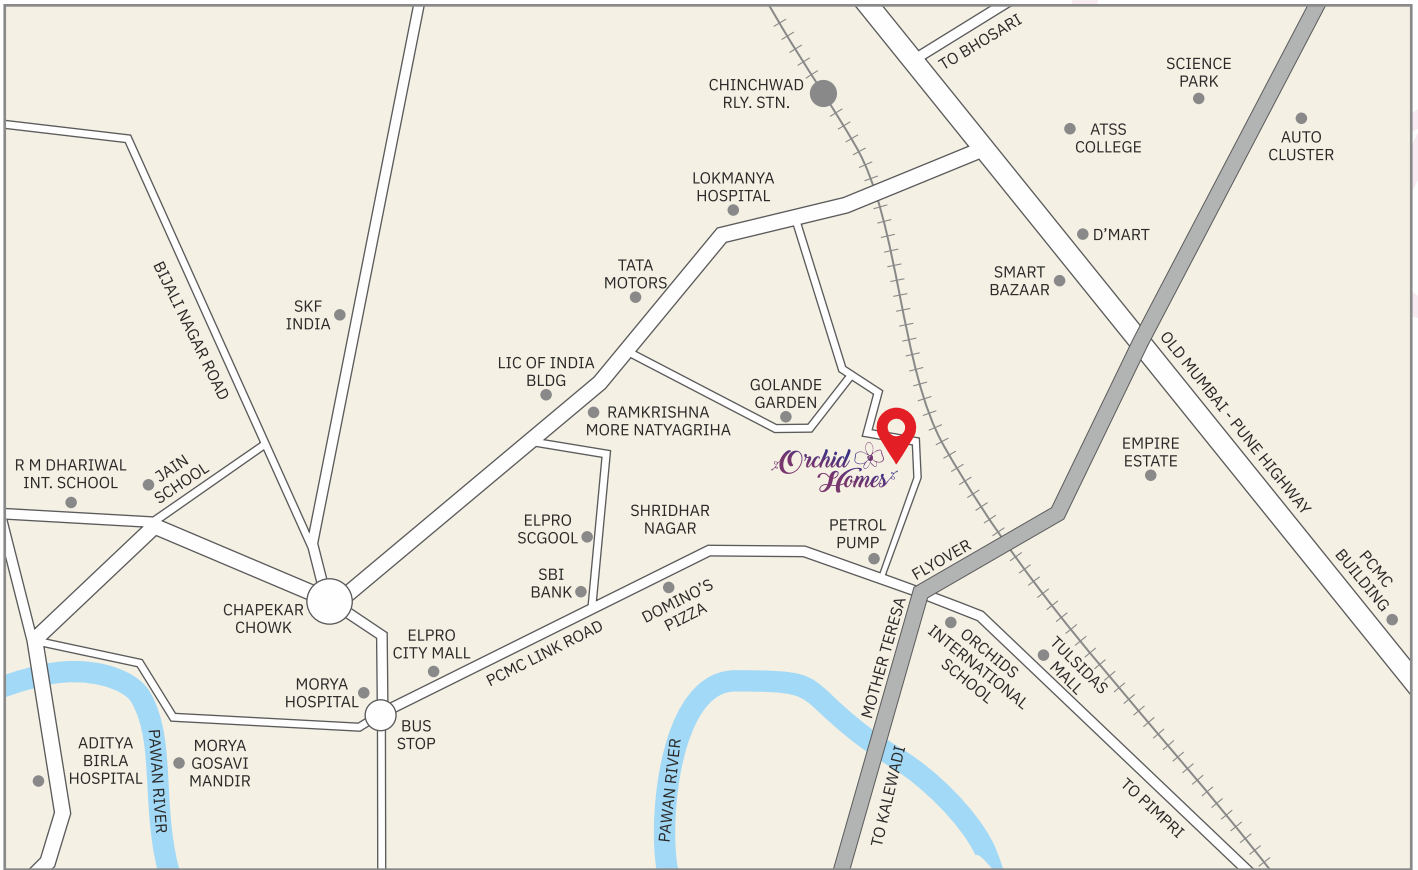 TO BHOSARI
SCIENCE
PARK
CHINCHWAD
RLY. STN.
ATSS
COLLEGE
AUTO
CLUSTER
LOKMANYA
HOSPITAL
D'MART
TATA
MOTORS
SMART
BAZAAR
BIJALI NAGAR ROAD
SKF
INDIA
OLD MUMBAI - PUNE HIGHWAY
LIC OF INDIA
BLDG
GOLANDE
GARDEN
RAMKRISHNA
MORE NATYAGRIHA
Orchid
Homes
EMPIRE
ESTATE
R M DHARIWAL
INT. SCHOOL
JAIN
SCHOOL
ELPRO
SCGOOL
SHRIDHAR
NAGAR
PETROL
PUMP
FLYOVER
PCMC
BUILDING
SBI
BANK
DOMINO'S
PIZZA
CHAPEKAR
CHOWK
ELPRO
CITY MALL
PCMC LINK ROAD
MOTHER TERESA
ORCHIDS
INTERNATIONAL
SCHOOL
TULSIDAS
MALL
MORYA
HOSPITAL
BUS
STOP
ADITYA
BIRLA
HOSPITAL
PAWAN RIVER
MORYA
GOSAVI
MANDIR
PAWAN RIVER
TO KALEWADI
TO PIMPRI